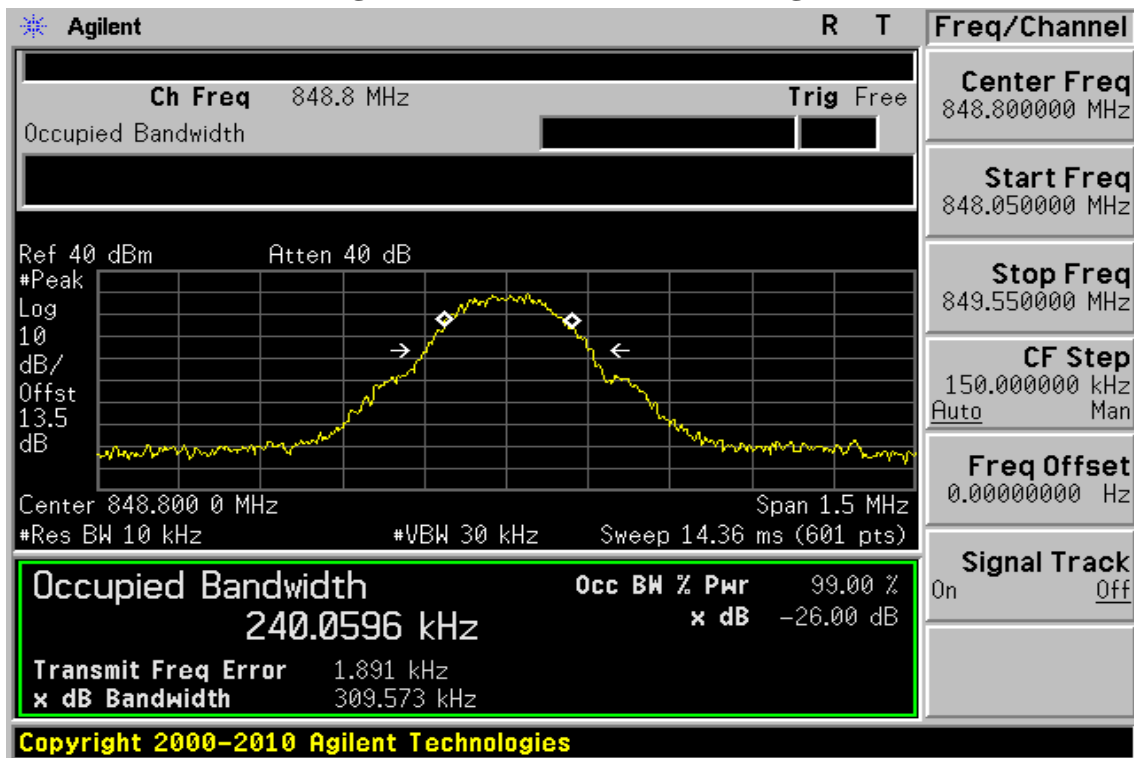 Agilent R T
Ch Freq 848.8 MHz Trig Free
Occupied Bandwidth
Ref 40 dBm Atten 40 dB
#Peak
Log
10
dB/
Offst
13.5
dB
Center 848.800 0 MHz Span 1.5 MHz
#Res BW 10 kHz #VBW 30 kHz Sweep 14.36 ms (601 pts)
Occupied Bandwidth Occ BW % Pwr 99.00 %
240.0596 kHz x dB -26.00 dB
Transmit Freq Error 1.891 kHz
x dB Bandwidth 309.573 kHz
Copyright 2000-2010 Agilent Technologies
Freq/Channel
Center Freq
848.800000 MHz
Start Freq
848.050000 MHz
Stop Freq
849.550000 MHz
CF Step
150.000000 kHz
Auto Man
Freq Offset
0.00000000 Hz
Signal Track
On Off